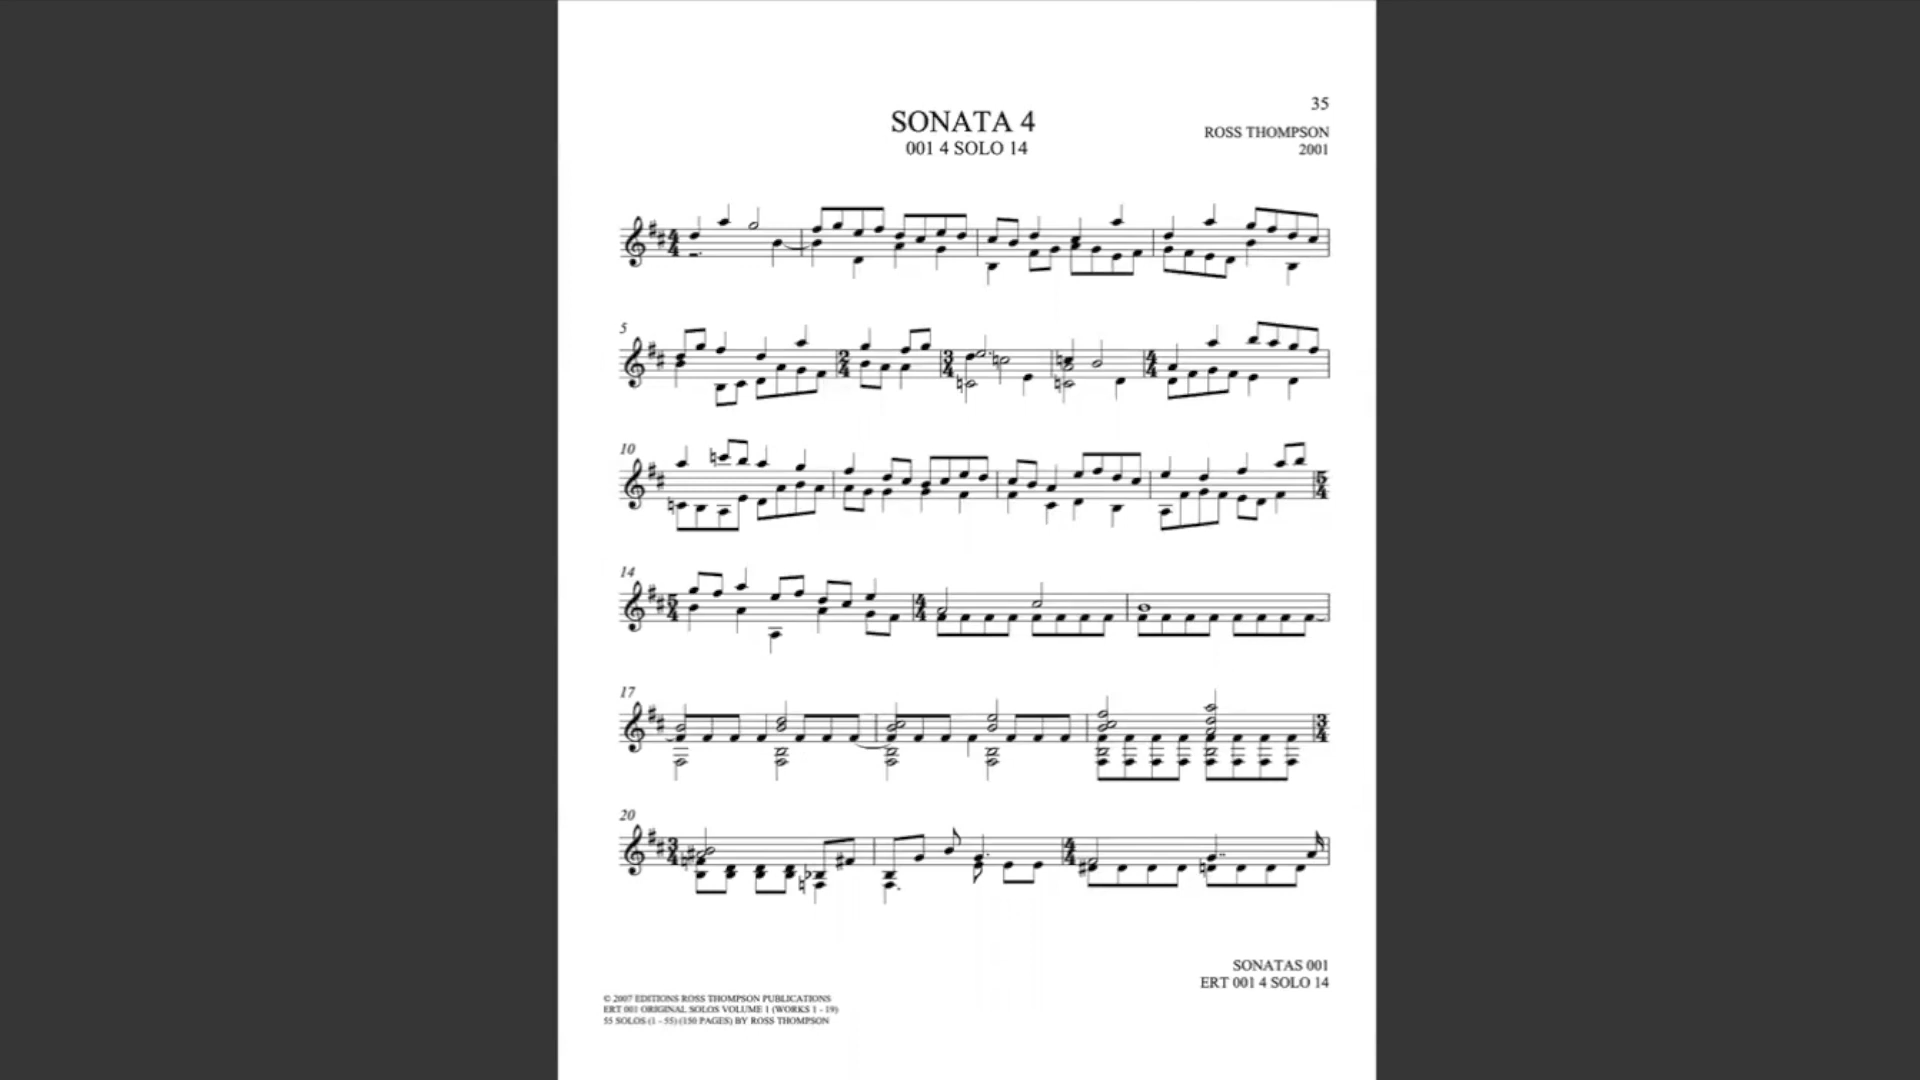 35
SONATA 4
001 4 SOLO 14
ROSS THOMPSON
2001
5
10
14
17
20
SONATAS 001
ERT 001 4 SOLO 14
© 2007 EDITIONS ROSS THOMPSON PUBLICATIONS
ERT 001 ORIGINAL SOLOS VOLUME 1 (WORKS 1 - 19)
55 SOLOS (1 - 55) (150 PAGES) BY ROSS THOMPSON